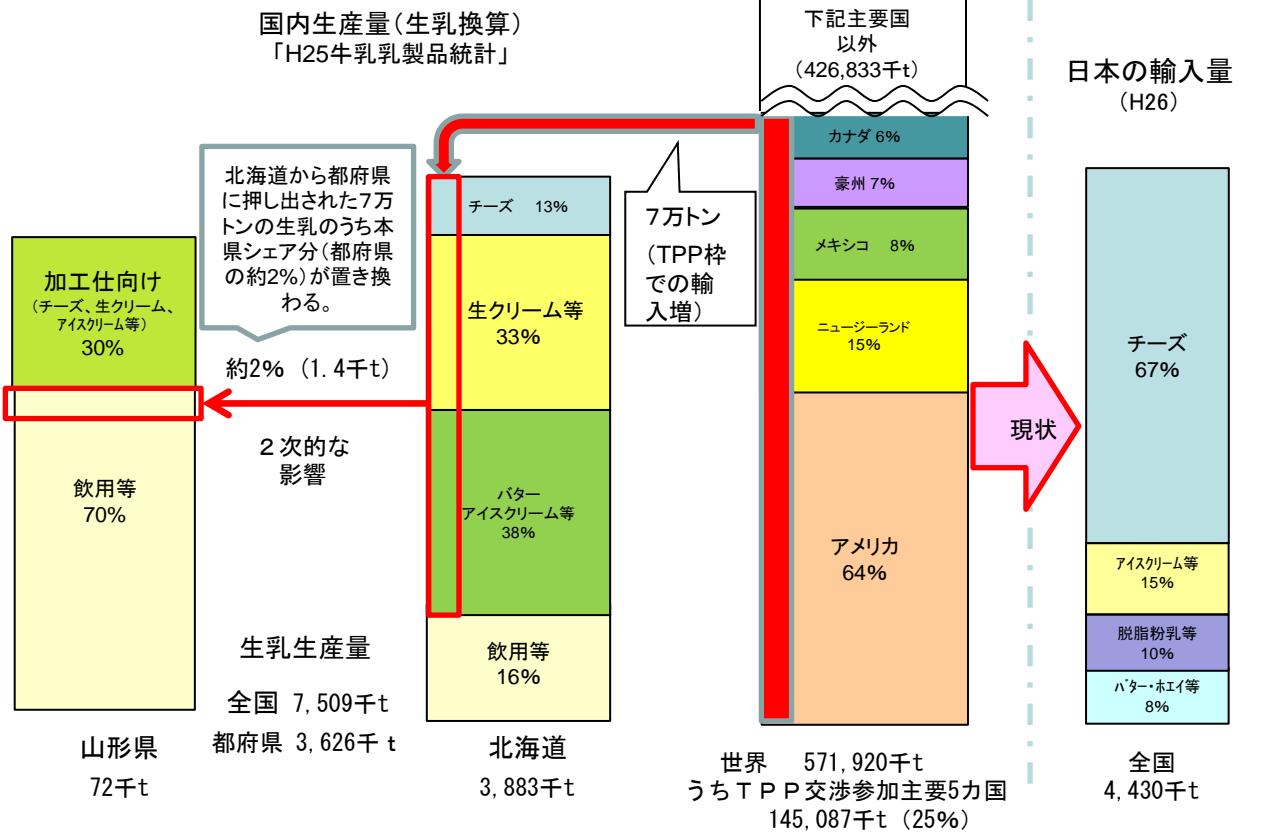 国内生産量(生乳換算)
「H25牛乳乳製品統計」
下記主要国
以外
(426,833千t)
日本の輸入量
(H26)
北海道から都府県
に押し出された7万
トンの生乳のうち本
県シェア分(都府県
の約2%)が置き換
わる。
加工仕向け
(チーズ、生クリーム、
アイスクリーム等)
30%
飲用等
70%
山形県
72千t
約2% (1.4千t)
2次的な
影響
生乳生産量
全国 7,509千t
都府県 3,626千t
チーズ 13%
生クリーム等
33%
バター
アイスクリーム等
38%
飲用等
16%
北海道
3,883千t
7万トン
(TPP枠
での輸
入増)
カナダ 6%
豪州 7%
メキシコ 8%
ニュージーランド
15%
アメリカ
64%
世界 571,920千t
うちTPP交渉参加主要5カ国
145,087千t (25%)
現状
チーズ
67%
アイスクリーム等
15%
脱脂粉乳等
10%
バター・ホエイ等
8%
全国
4,430千t